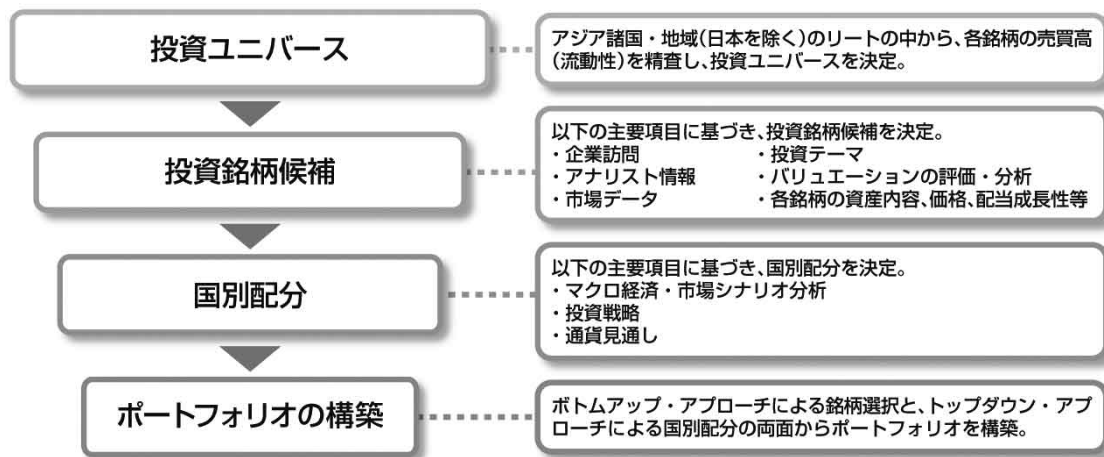 投資ユニバース
アジア諸国・地域(日本を除く)のリートの中から、各銘柄の売買高
(流動性)を精査し、投資ユニバースを決定。
投資銘柄候補
以下の主要項目に基づき、投資銘柄候補を決定。
・企業訪問 ・投資テーマ
・アナリスト情報 ・バリュエーションの評価・分析
・市場データ ・各銘柄の資産内容、価格、配当成長性等
国別配分
以下の主要項目に基づき、国別配分を決定。
・マクロ経済・市場シナリオ分析
・投資戦略
・通貨見通し
ポートフォリオの構築
ボトムアップ・アプローチによる銘柄選択と、トップダウン・アプ
ローチによる国別配分の両面からポートフォリオを構築。